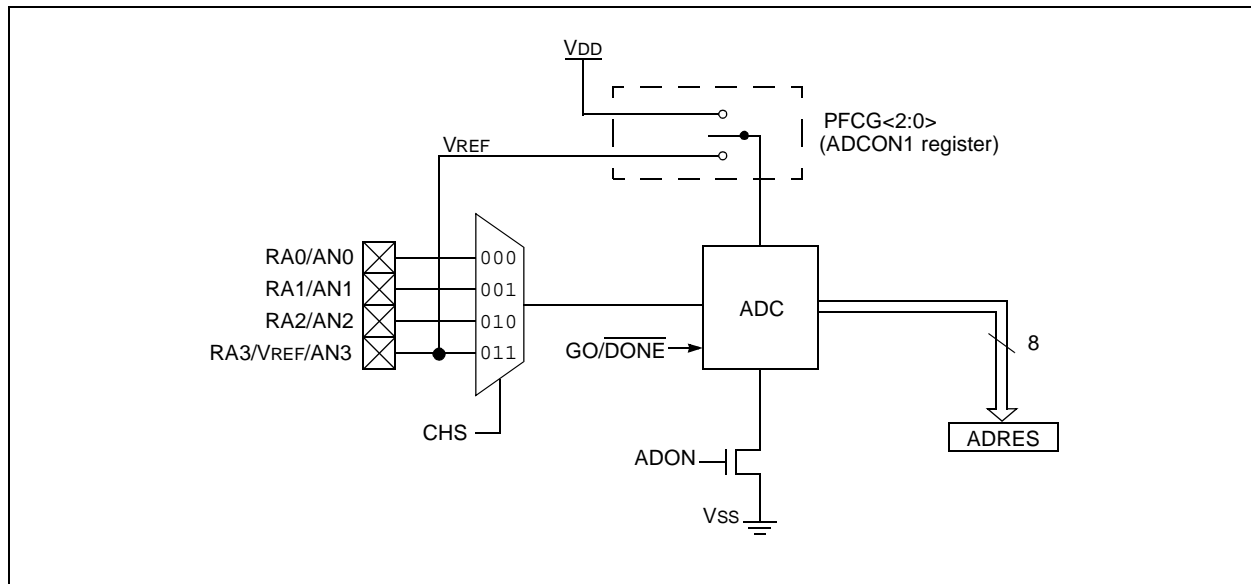 VDD
PFCG<2:0>
(ADCON1 register)
VREF
RA0/AN0
000
RA1/AN1
001
RA2/AN2
010
RA3/VREF/AN3
011
ADC
GO/DONE
8
CHS
ADRES
ADON
VSS